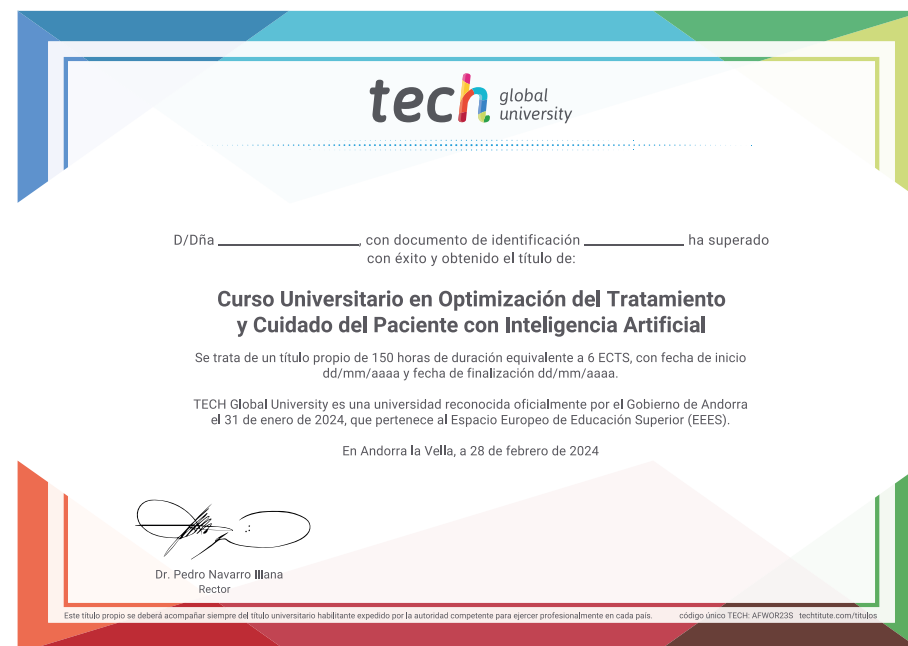 tech global university
D/Dña ____________________, con documento de identificación ______________ ha superado
con éxito y obtenido el título de:
Curso Universitario en Optimización del Tratamiento
y Cuidado del Paciente con Inteligencia Artificial
Se trata de un título propio de 150 horas de duración equivalente a 6 ECTS, con fecha de inicio
dd/mm/aaaa y fecha de finalización dd/mm/aaaa.
TECH Global University es una universidad reconocida oficialmente por el Gobierno de Andorra
el 31 de enero de 2024, que pertenece al Espacio Europeo de Educación Superior (EEES).
En Andorra la Vella, a 28 de febrero de 2024
Dr. Pedro Navarro Illana
Rector
Este título propio se deberá acompañar siempre del título universitario habilitante expedido por la autoridad competente para ejercer profesionalmente en cada país. código único TECH: AFWOR23S techtitute.com/titulos